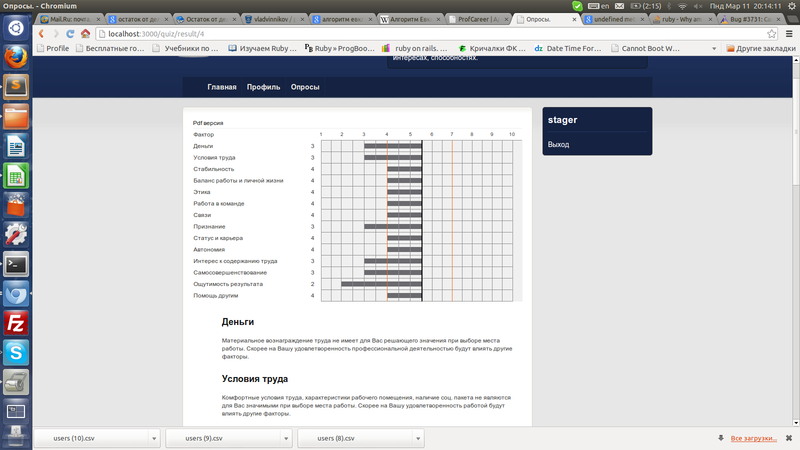 Опросы. - Chromium
en
(2:15)
Пнд Мар 11 20:14:11
Mail.Ru: почта
остаток от де
Остаток от д
vladvinnikov /
алгоритм евк
Алгоритм Евк
ProfCareer | А
Опросы.
undefined me
ruby - Why am
Bug #3731: C
localhost:3000/quiz/result/4
Profile
Бесплатные го
Учебники по
Изучаем Ruby
Ruby » ProgBoo
ruby on rails.
Кричалки ФК
Date Time For
Cannot Boot W
Другие закладки
интересах, способностях.
Главная Профиль Опросы
stager
Выход
Pdf версия
Фактор 1 2 3 4 5 6 7 8 9 10
Деньги 3
Условия труда 3
Стабильность 4
Баланс работы и личной жизни 4
Этика 4
Работа в команде 4
Связи 4
Признание 3
Статус и карьера 4
Автономия 4
Интерес к содержанию труда 3
Самосовершенствование 3
Ощутимость результата 2
Помощь другим 4
Деньги
Материальное вознаграждение труда не имеет для Вас решающего значения при выборе места
работы. Скорее на Вашу удовлетворенность профессиональной деятельностью будут влиять другие
факторы.
Условия труда
Комфортные условия труда, характеристики рабочего помещения, наличие соц. пакета не являются
для Вас значимыми при выборе места работы. Скорее на Вашу удовлетворенность работой будут
влиять другие факторы.
users (10).csv
users (9).csv
users (8).csv
Все загрузки...